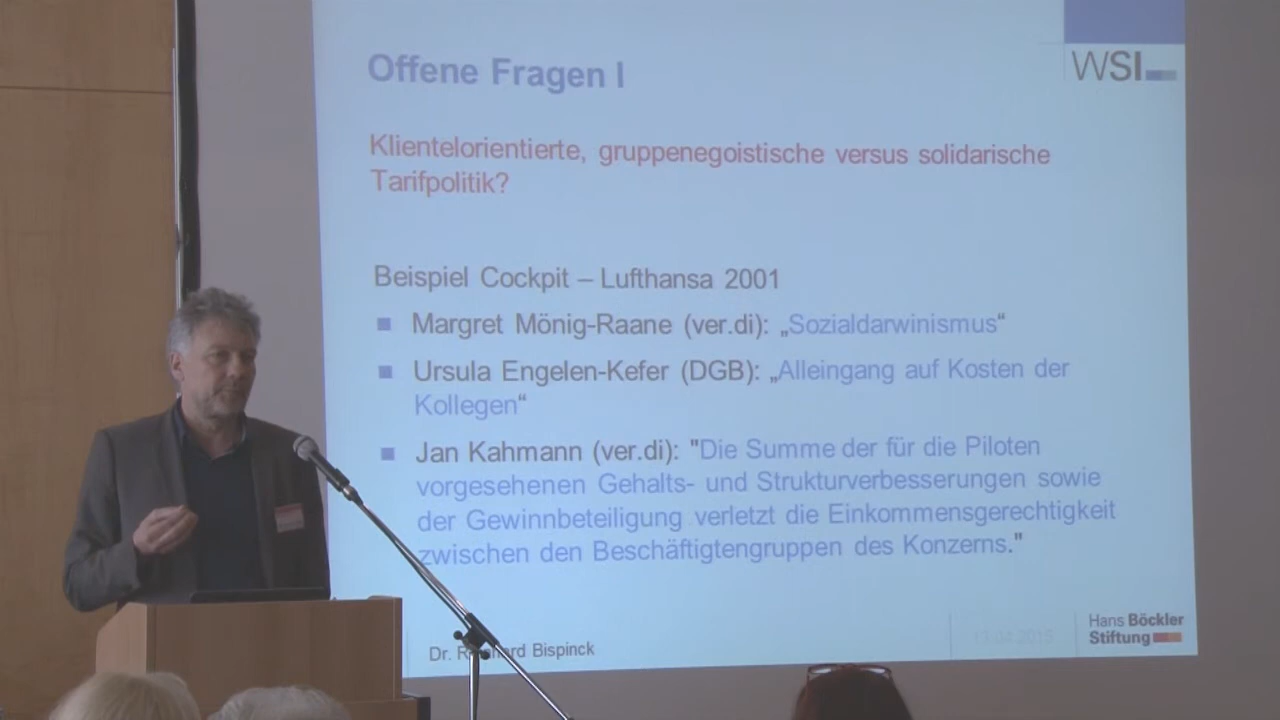 Offene Fragen I
WSI
Klientelorientierte, gruppenegoistische versus solidarische
Tarifpolitik?
Beispiel Cockpit – Lufthansa 2001
Margret Mönig-Raane (ver.di): „Sozialdarwinismus“
Ursula Engelen-Kefer (DGB): „Alleingang auf Kosten der
Kollegen“
Jan Kahmann (ver.di): "Die Summe der für die Piloten
vorgesehenen Gehalts- und Strukturverbesserungen sowie
der Gewinnbeteiligung verletzt die Einkommensgerechtigkeit
zwischen den Beschäftigtengruppen des Konzerns."
Dr. Bispinck
Hans Böckler
Stiftung